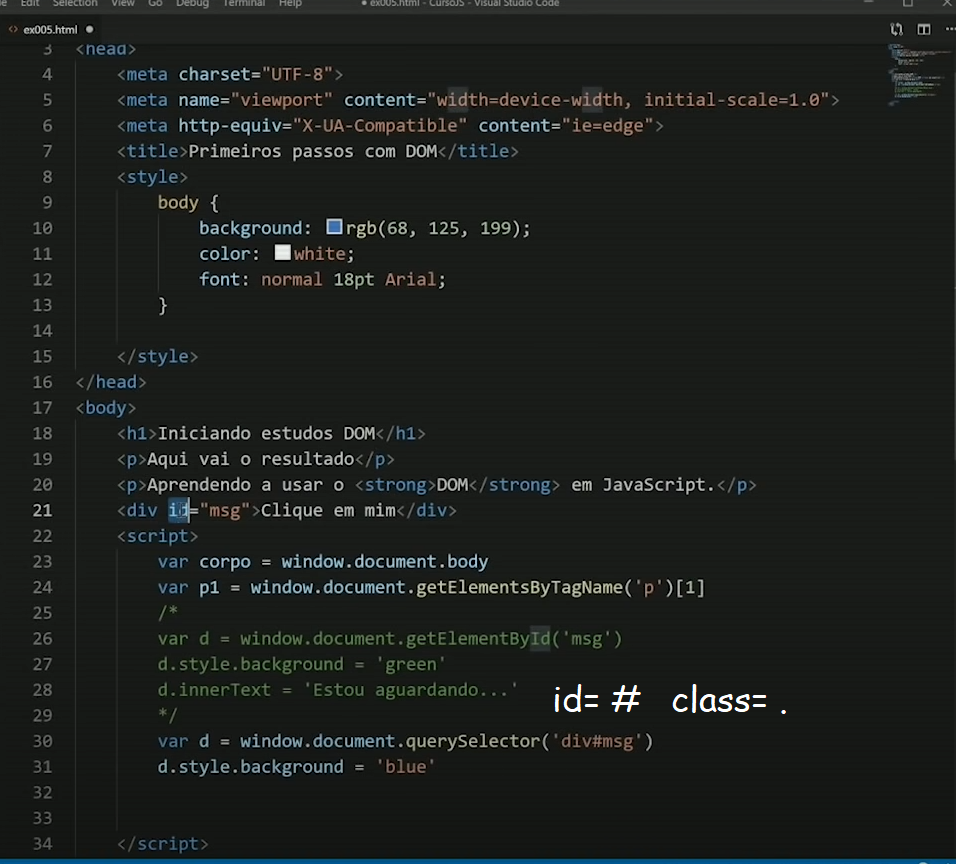 Edit Selection View Go Debug Terminal Help ● ex005.html - CursoJS - Visual Studio Code
<> ex005.html ●
3 <head>
4 <meta charset="UTF-8">
5 <meta name="viewport" content="width=device-width, initial-scale=1.0">
6 <meta http-equiv="X-UA-Compatible" content="ie=edge">
7 <title>Primeiros passos com DOM</title>
8 <style>
9 body {
10 background: rgb(68, 125, 199);
11 color: white;
12 font: normal 18pt Arial;
13 }
14
15 </style>
16 </head>
17 <body>
18 <h1>Iniciando estudos DOM</h1>
19 <p>Aqui vai o resultado</p>
20 <p>Aprendendo a usar o <strong>DOM</strong> em JavaScript.</p>
21 <div id="msg">Clique em mim</div>
22 <script>
23 var corpo = window.document.body
24 var p1 = window.document.getElementsByTagName('p')[1]
25 /*
26 var d = window.document.getElementById('msg')
27 d.style.background = 'green'
28 d.innerText = 'Estou aguardando...'
id= # class= .
29 */
30 var d = window.document.querySelector('div#msg')
31 d.style.background = 'blue'
32
33
34 </script>